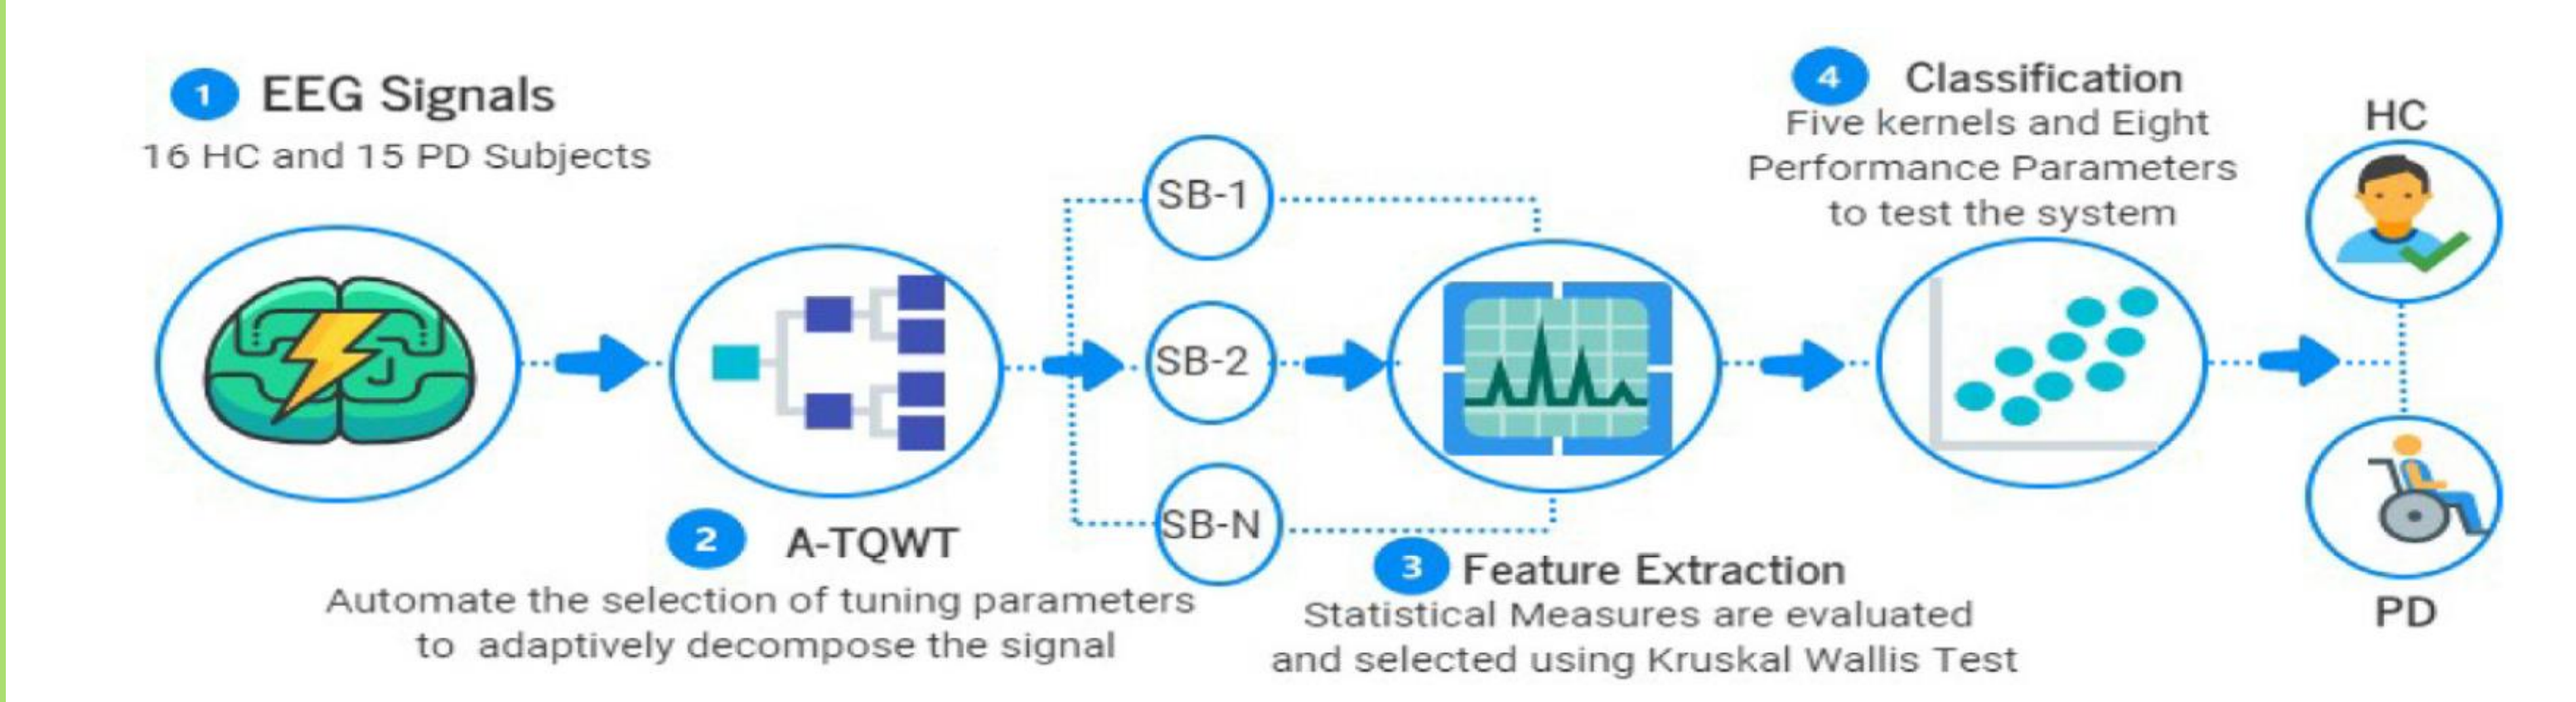 1 EEG Signals
16 HC and 15 PD Subjects
2 A-TQWT
Automate the selection of tuning parameters
to adaptively decompose the signal
SB-1
SB-2
SB-N
3 Feature Extraction
Statistical Measures are evaluated
and selected using Kruskal Wallis Test
4 Classification
Five kernels and Eight
Performance Parameters
to test the system
HC
PD